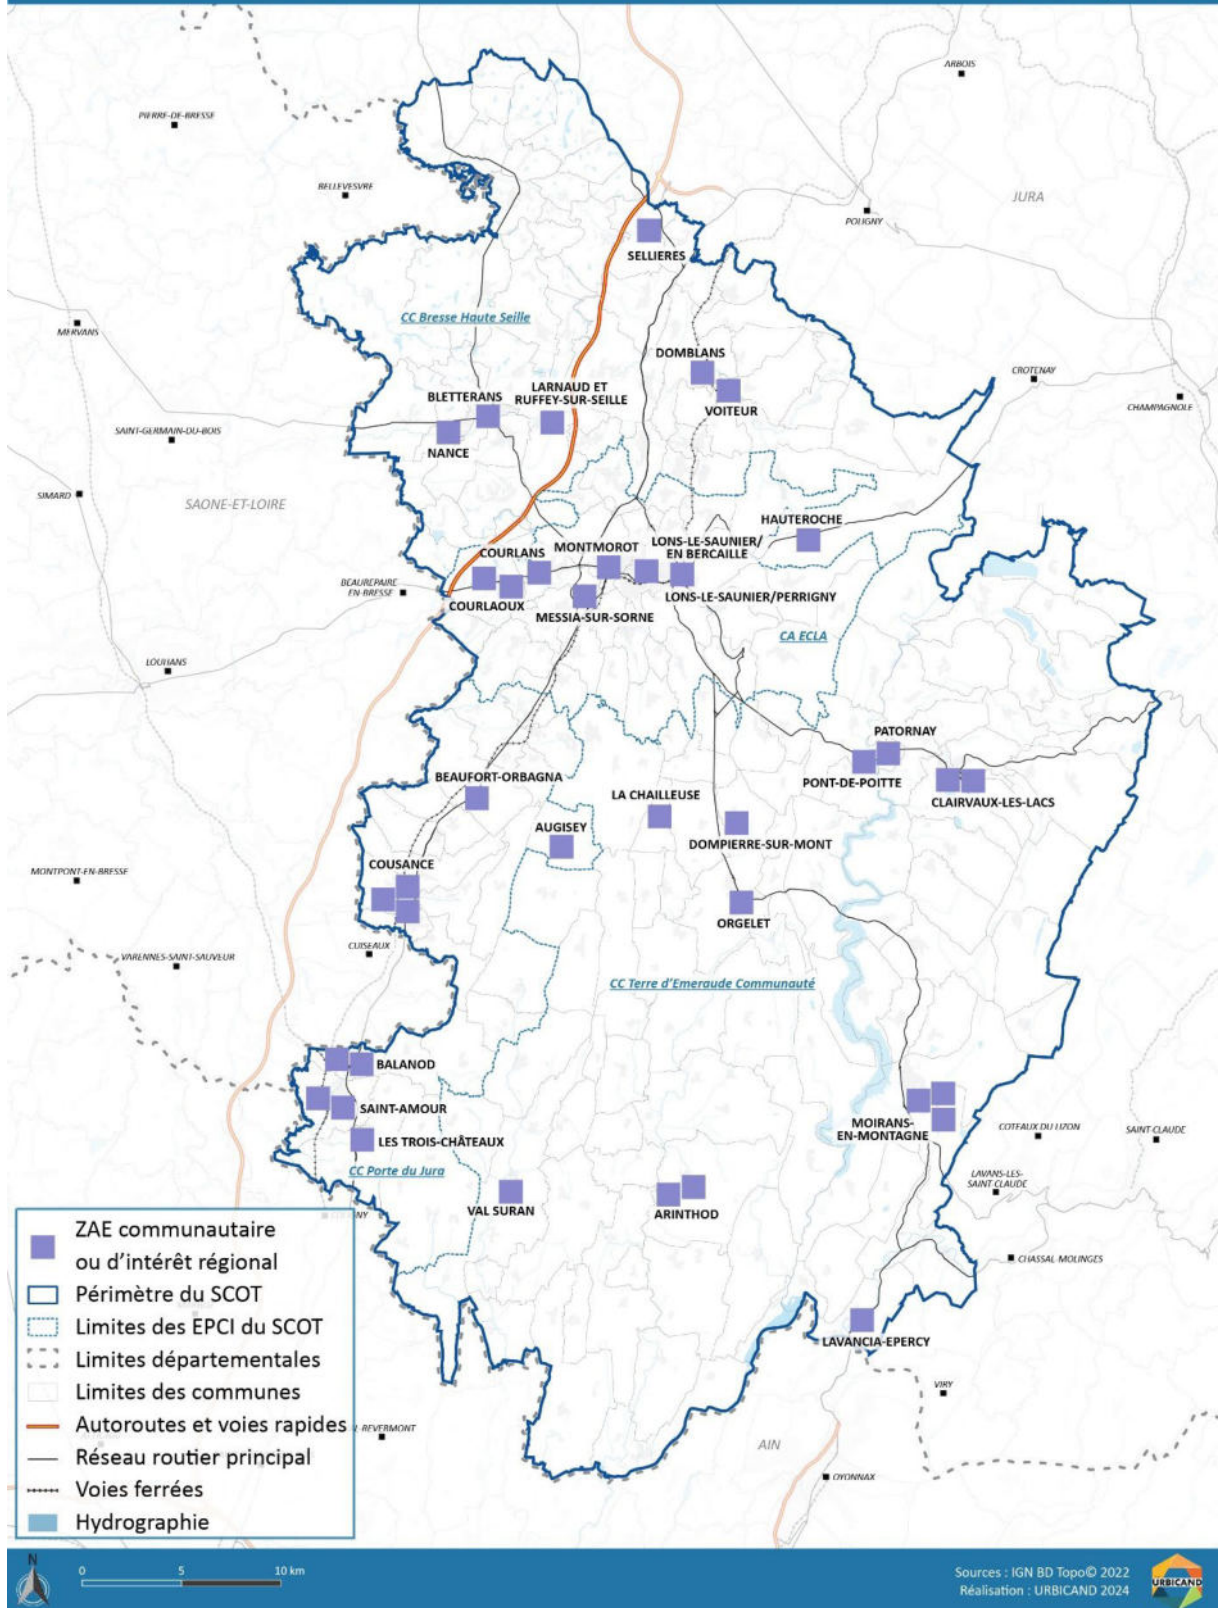 ARBOIS
PIERRE-DE-BRESSE
BELLEVESVRE
JURA
POLIGNY
SELLIERES
CC Bresse Haute Seille
MERVANS
DOMBLANS
CROTENAY
LARNAUD ET
RUFFEY-SUR-SEILLE
BLETTERANS
VOITEUR
CHAMPAGNOLE
SAINT-GERMAIN-DU-BOIS
NANCE
SIMARD
SAONE-ET-LOIRE
HAUTEROCHE
LONS-LE-SAUNIER/
EN BERCAILLE
MONTMOROT
COURLANS
BEAUREPAIRE
EN-BRESSE
COURLAOUX
LONS-LE-SAUNIER/PERRIGNY
MESSIA-SUR-SORNE
CA ECLA
LOUHANS
PATORNAY
PONT-DE-POITTE
BEAUFORT-ORBAGNA
LA CHAILLEUSE
CLAIRVAUX-LES-LACS
AUGISEY
DOMPIERRE-SUR-MONT
COUSANCE
MONTPONT-EN-BRESSE
ORGELET
CUISEAUX
VARENNES-SAINT-SAUVEUR
CC Terre d'Emeraude Communauté
BALANOD
SAINT-AMOUR
MOIRANS-
EN-MONTAGNE
COTEAUX DU LIZON
SAINT-CLAUDE
LES TROIS-CHÂTEAUX
CC Porte du Jura
LAVANS-LES-
SAINT CLAUDE
VAL SURAN
ARINTHOD
CHASSAL-MOLINGES
LAVANCIA-EPERCY
VIRY
REVERMONT
AIN
OYONNAX
ZAE communautaire
ou d'intérêt régional
Périmètre du SCOT
Limites des EPCI du SCOT
Limites départementales
Limites des communes
Autoroutes et voies rapides
Réseau routier principal
Voies ferrées
Hydrographie
N
0 5 10 km
Sources : IGN BD Topo© 2022
Réalisation : URBICAND 2024
URBICAND